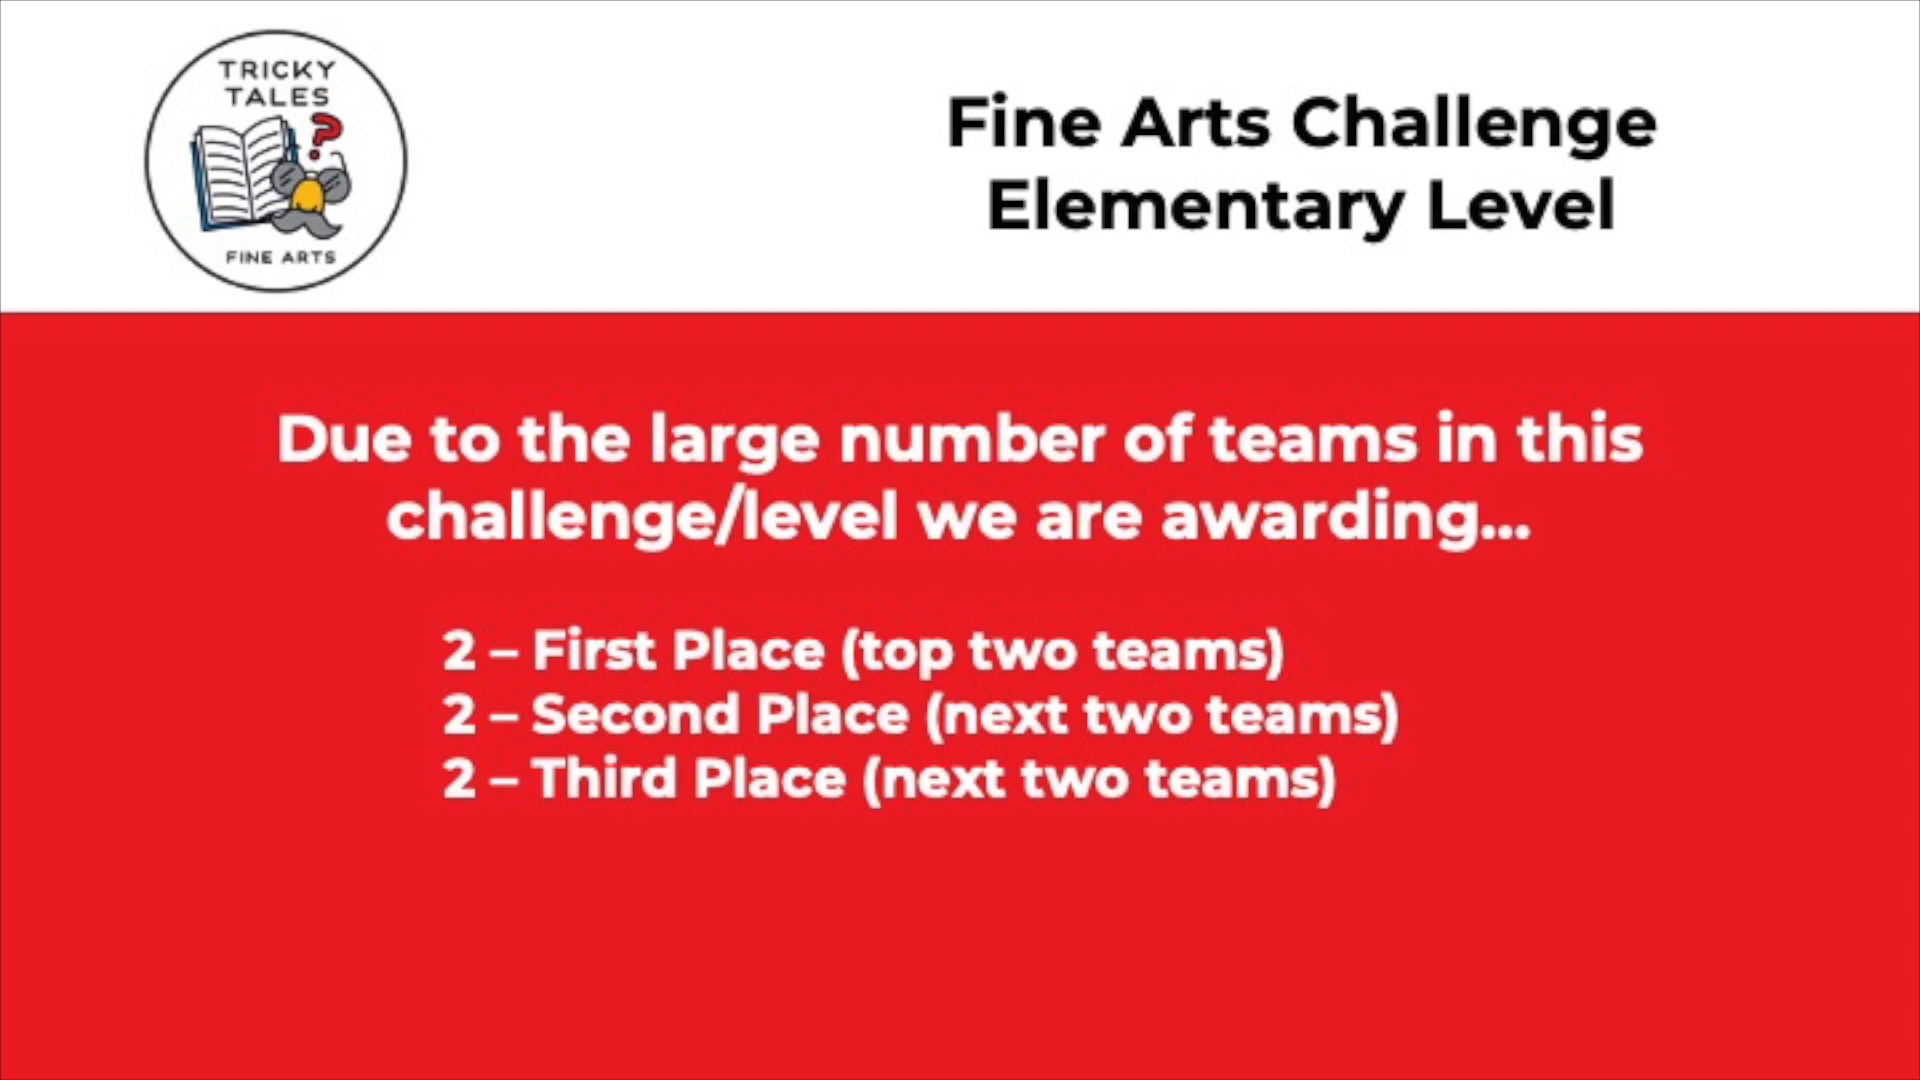 TRICKY
TALES
FINE ARTS
Fine Arts Challenge
Elementary Level
Due to the large number of teams in this
challenge/level we are awarding...
2 – First Place (top two teams)
2 – Second Place (next two teams)
2 – Third Place (next two teams)